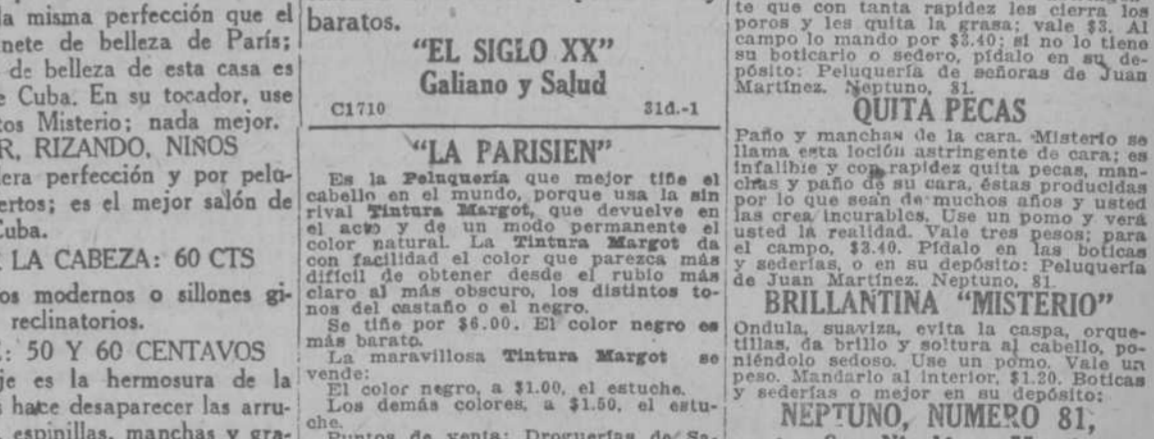 la misma perfección que el
nete de belleza de París;
de belleza de esta casa es
Cuba. En su tocador, use
tos Misterio; nada mejor.
R, RIZANDO, NIÑOS
era perfección y por pelu-
ertos; es el mejor salón de
Cuba.
LA CABEZA: 60 CTS
os modernos o sillones gi-
reclinatorios.
: 50 Y 60 CENTAVOS
je es la hermosura de la
hace desaparecer las arru-
espinillas, manchas y gra-
baratos.
"EL SIGLO XX"
Galiano y Salud
C1710 31d.-1
"LA PARISIEN"
Es la Peluquería que mejor tiñe el
cabello en el mundo, porque usa la sin
rival Tintura Margot, que devuelve en
el acto y de un modo permanente el
color natural. La Tintura Margot da
con facilidad el color que parezca más
difícil de obtener desde el rubio más
claro al más obscuro, los distintos to-
nos del castaño o el negro.
Se tiñe por $6.00. El color negro es
más barato.
La maravillosa Tintura Margot se
vende:
El color negro, a $1.00, el estuche.
Los demás colores, a $1.50, el estu-
che.
Puntos de venta: Droguerías de Sa-
te que con tanta rapidez les cierra los
poros y les quita la grasa; vale $3. Al
campo lo mando por $3.40; si no lo tiene
su boticario o sedero, pídalo en su de-
pósito: Peluquería de señoras de Juan
Martínez. Neptuno, 81.
QUITA PECAS
Paño y manchas de la cara. Misterio se
llama esta loción astringente de cara; es
infalible y con rapidez quita pecas, man-
chas y paño de su cara, éstas producidas
por lo que sean de muchos años y usted
las crea incurables. Use un pomo y verá
usted la realidad. Vale tres pesos; para
el campo, $3.40. Pídalo en las boticas
y sederías, o en su depósito: Peluquería
de Juan Martínez. Neptuno, 81.
BRILLANTINA "MISTERIO"
Ondula, suaviza, evita la caspa, orque-
tillas, da brillo y soltura al cabello, po-
niéndolo sedoso. Use un pomo. Vale un
peso. Mandarlo al interior, $1.20. Boticas
y sederías o mejor en su depósito:
NEPTUNO, NUMERO 81,